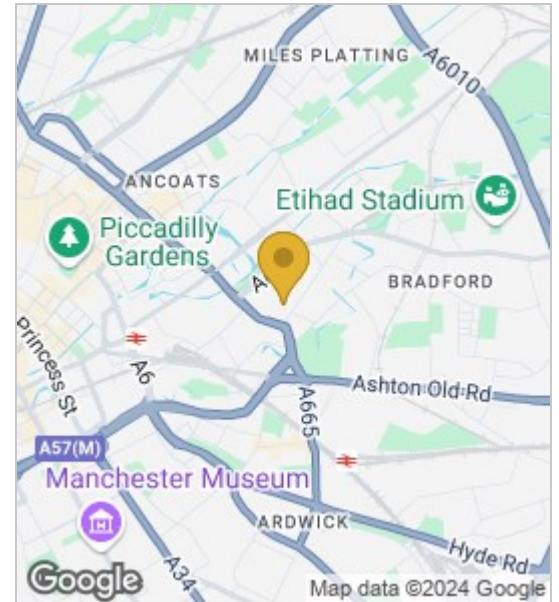 MILES PLATTING
A6010
ANCOATS
Etihad Stadium
Piccadilly
Gardens
A
BRADFORD
Princess St
A6
Ashton Old Rd
A665
A57(M)
Manchester Museum
ARDWICK
Hyde Rd
A34
Google
Map data ©2024 Google